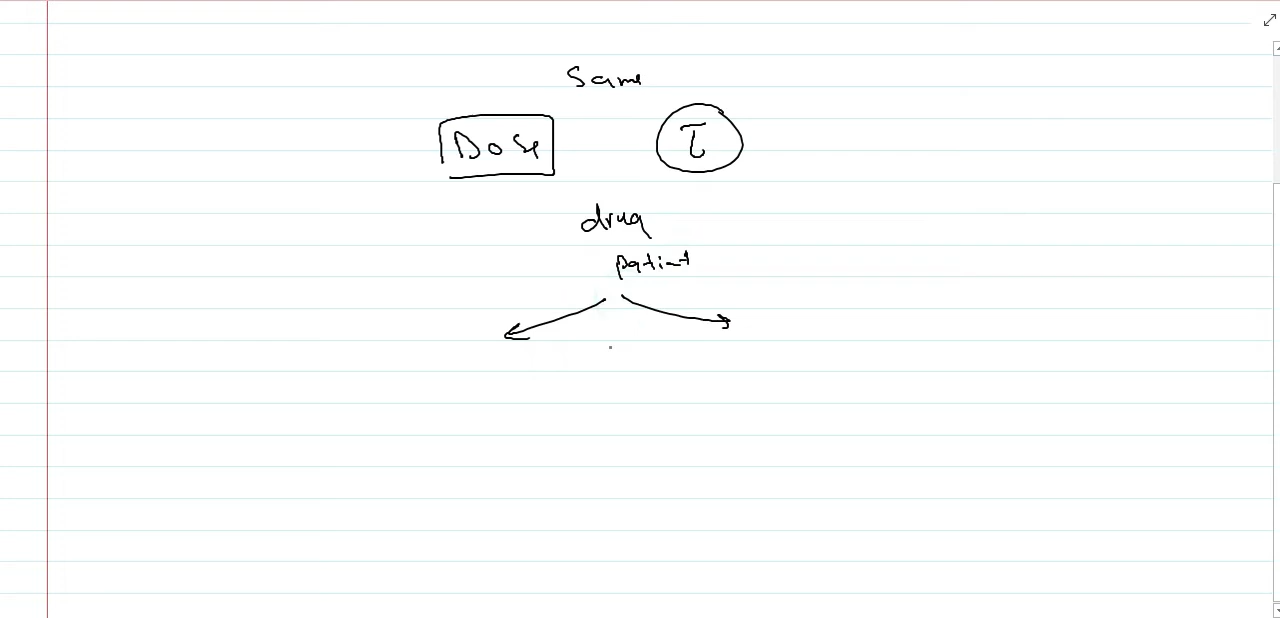 Same
Dose τ
drug
patient